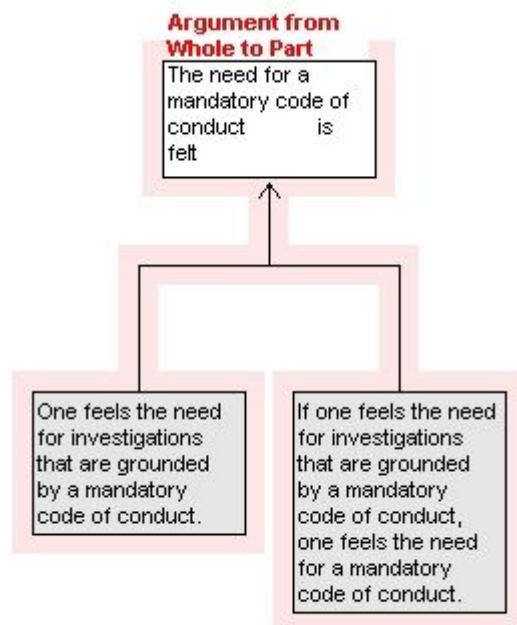 Argument from
Whole to Part
The need for a
mandatory code of
conduct is
felt
One feels the need
for investigations
that are grounded
by a mandatory
code of conduct.
If one feels the need
for investigations
that are grounded
by a mandatory
code of conduct,
one feels the need
for a mandatory
code of conduct.